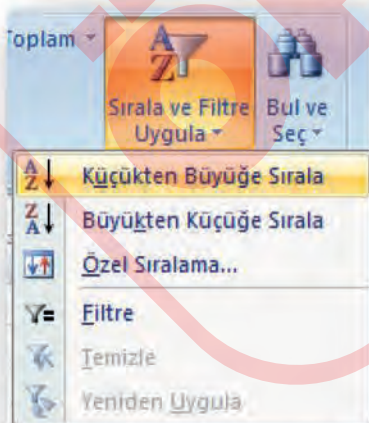 Toplam
Sırala ve Filtre
Uygula
Bul ve
Seç
Küçükten Büyüğe Sırala
Büyükten Küçüğe Sırala
Özel Sıralama...
Filtre
Temizle
Yeniden Uygula